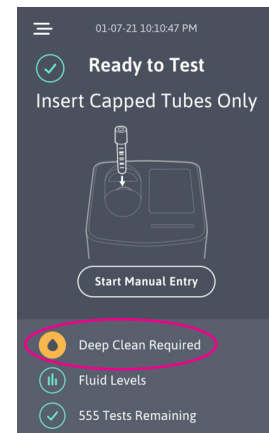 01-07-21 10:10:47 PM
Ready to Test
Insert Capped Tubes Only
Start Manual Entry
Deep Clean Required
Fluid Levels
555 Tests Remaining